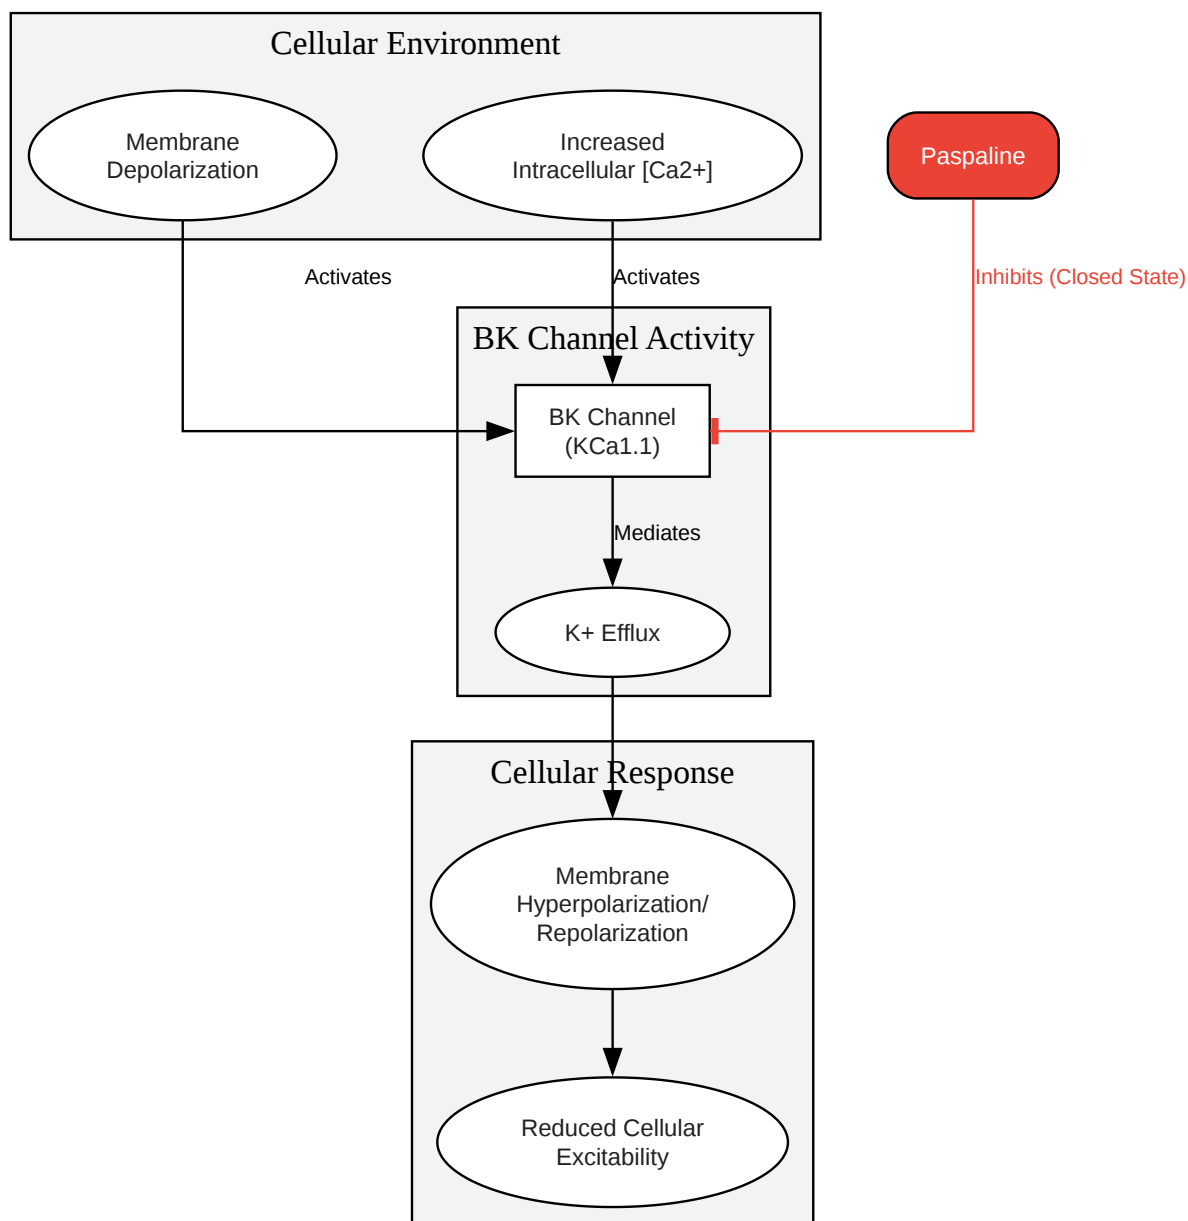 Cellular Environment
Membrane
Depolarization
Increased
Intracellular [Ca2+]
Paspaline
Activates
Activates
Inhibits (Closed State)
BK Channel Activity
BK Channel
(KCa1.1)
Mediates
K+ Efflux
Cellular Response
Membrane
Hyperpolarization/
Repolarization
Reduced Cellular
Excitability